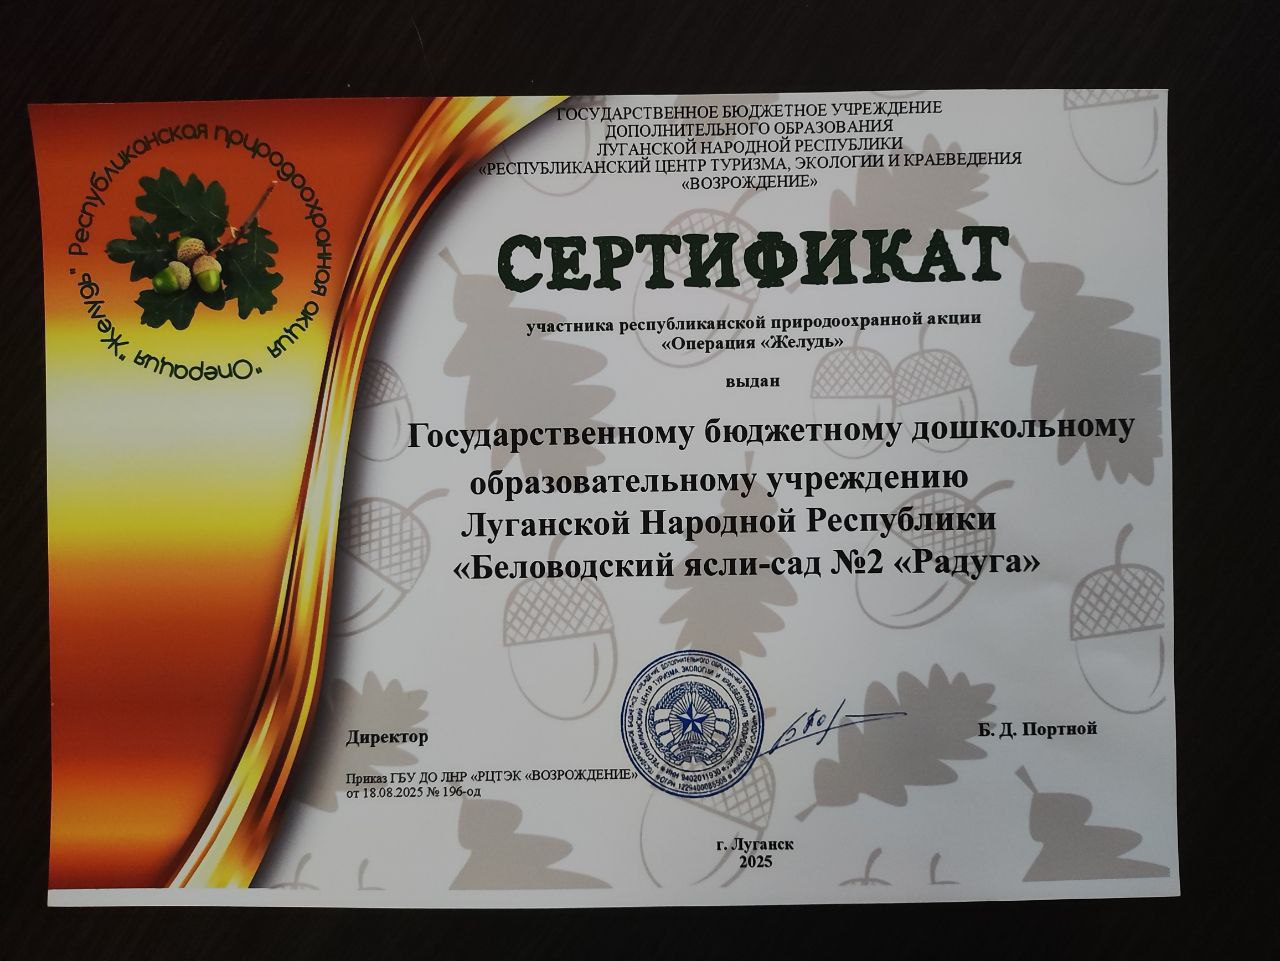 Республиканская природоохранная акция "Операция "Желудь"
ГОСУДАРСТВЕННОЕ БЮДЖЕТНОЕ УЧРЕЖДЕНИЕ
ДОПОЛНИТЕЛЬНОГО ОБРАЗОВАНИЯ
ЛУГАНСКОЙ НАРОДНОЙ РЕСПУБЛИКИ
«РЕСПУБЛИКАНСКИЙ ЦЕНТР ТУРИЗМА, ЭКОЛОГИИ И КРАЕВЕДЕНИЯ
«ВОЗРОЖДЕНИЕ»
СЕРТИФИКАТ
участника республиканской природоохранной акции
«Операция «Желудь»
выдан
Государственному бюджетному дошкольному
образовательному учреждению
Луганской Народной Республики
«Беловодский ясли-сад №2 «Радуга»
Директор
Б. Д. Портной
Приказ ГБУ ДО ЛНР «РЦТЭК «ВОЗРОЖДЕНИЕ»
от 18.08.2025 № 196-од
г. Луганск
2025